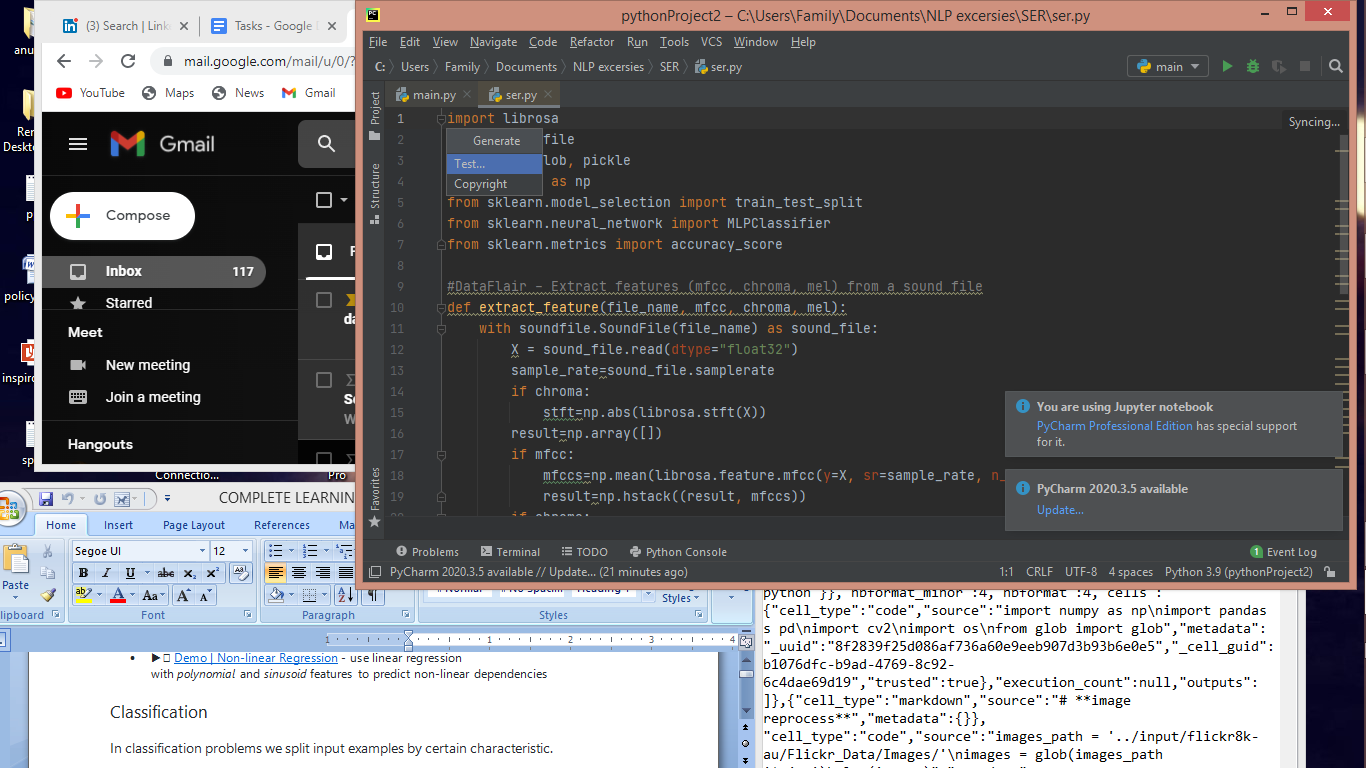 (3) Search | Linke
Tasks - Google D
mail.google.com/mail/u/0/?
YouTube Maps News Gmail
Gmail
Compose
Inbox 117
Starred
Meet
New meeting
Join a meeting
Hangouts
anu
Ren
Deskto
p
policy
inspiro
sp
Connectio...
Pro
F
da
Se
W
pythonProject2 – C:\Users\Family\Documents\NLP excersies\SER\ser.py
File Edit View Navigate Code Refactor Run Tools VCS Window Help
C: Users Family Documents NLP excersies SER ser.py
main
main.py ser.py
Project
Structure
Favorites
Syncing...
Generate
Test...
Copyright
1 import librosa
2 file
3 lob, pickle
4 as np
5 from sklearn.model_selection import train_test_split
6 from sklearn.neural_network import MLPClassifier
7 from sklearn.metrics import accuracy_score
8
9 #DataFlair - Extract features (mfcc, chroma, mel) from a sound file
10 def extract_feature(file_name, mfcc, chroma, mel):
11 with soundfile.SoundFile(file_name) as sound_file:
12 X = sound_file.read(dtype="float32")
13 sample_rate=sound_file.samplerate
14 if chroma:
15 stft=np.abs(librosa.stft(X))
16 result=np.array([])
17 if mfcc:
18 mfccs=np.mean(librosa.feature.mfcc(y=X, sr=sample_rate, n_
19 result=np.hstack((result, mfccs))
if chroma:
You are using Jupyter notebook
PyCharm Professional Edition has special support
for it.
PyCharm 2020.3.5 available
Update...
Problems Terminal TODO Python Console
1 Event Log
PyCharm 2020.3.5 available // Update... (21 minutes ago)
1:1 CRLF UTF-8 4 spaces Python 3.9 (pythonProject2)
COMPLETE LEARNIN
Home Insert Page Layout References Ma
Segoe UI 12
Paste
B I U abc x₂ x²
ab A Aa A A
lipboard Font Paragraph Styles
Styles
1 1 2 3 4
• ▶ Demo | Non-linear Regression - use linear regression
with polynomial and sinusoid features to predict non-linear dependencies
Classification
In classification problems we split input examples by certain characteristic.
python }}, nbformat_minor :4, nbformat :4, cells :
{"cell_type":"code","source":"import numpy as np\nimport pandas
s pd\nimport cv2\nimport os\nfrom glob import glob","metadata":
"_uuid":"8f2839f25d086af736a60e9eeb907d3b93b6e0e5","_cell_guid":
b1076dfc-b9ad-4769-8c92-
6c4dae69d19","trusted":true},"execution_count":null,"outputs":
]},{"cell_type":"markdown","source":"# **image
reprocess**","metadata":{}},
"cell_type":"code","source":"images_path = '../input/flickr8k-
au/Flickr_Data/Images/'\nimages = glob(images_path